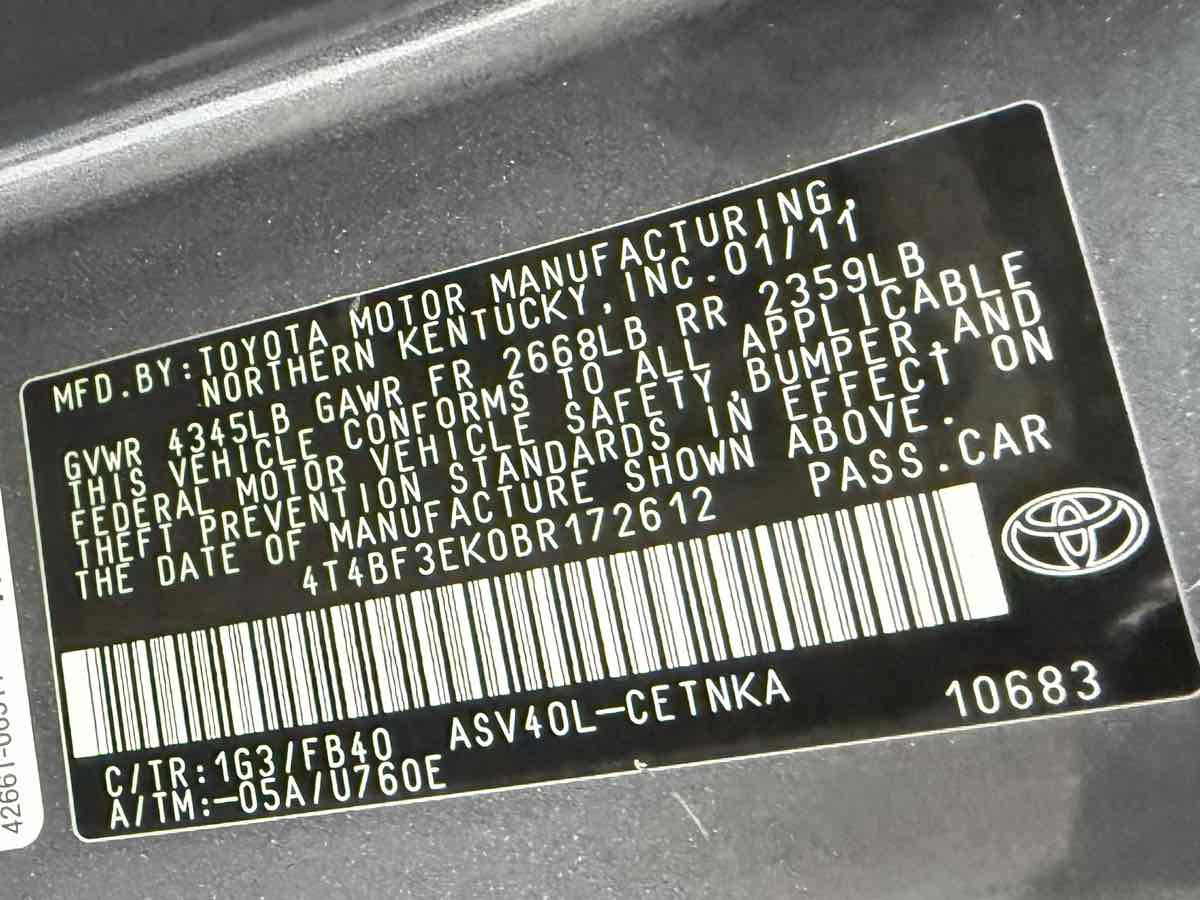 MFD.BY:TOYOTA MOTOR MANUFACTURING,
NORTHERN KENTUCKY,INC.01/11
GVWR 4345LB GAWR FR 2668LB RR 2359LB
THIS VEHICLE CONFORMS TO ALL APPLICABLE
FEDERAL MOTOR VEHICLE SAFETY,BUMPER,AND
THEFT PREVENTION STANDARDS IN EFFECt ON
THE DATE OF MANUFACTURE SHOWN ABOVE.
4T4BF3EK0BR172612 PASS.CAR
C/TR:1G3/FB40 ASV40L-CETNKA 10683
A/TM:-05A/U760E